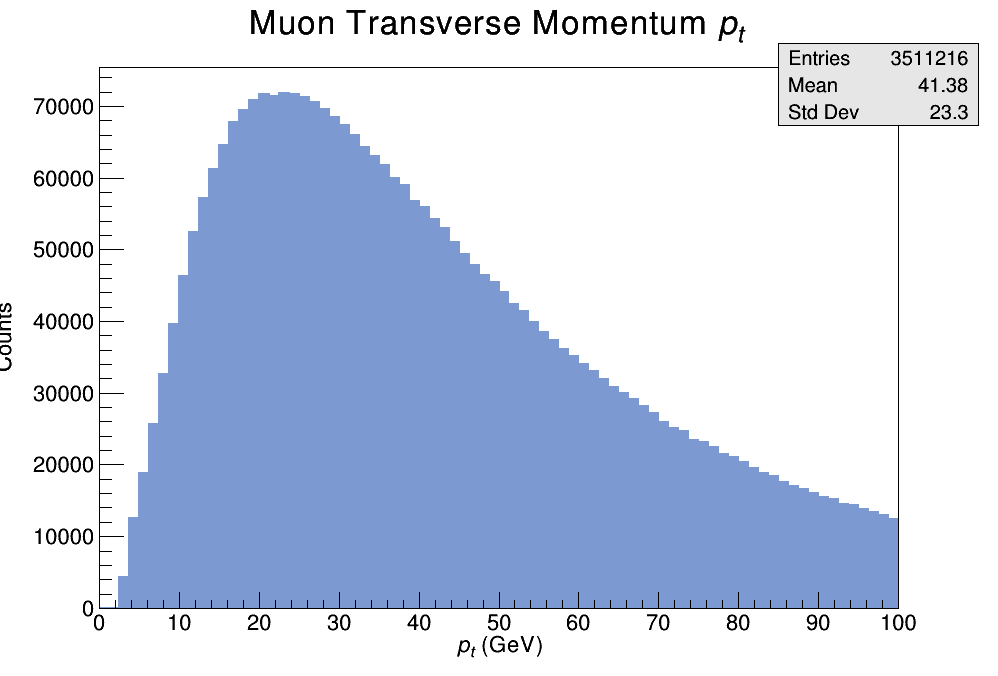 Muon Transverse Momentum pt
Entries 3511216
Mean 41.38
Std Dev 23.3
70000
60000
50000
40000
30000
20000
10000
0
Counts
0 10 20 30 40 50 60 70 80 90 100
pt (GeV)